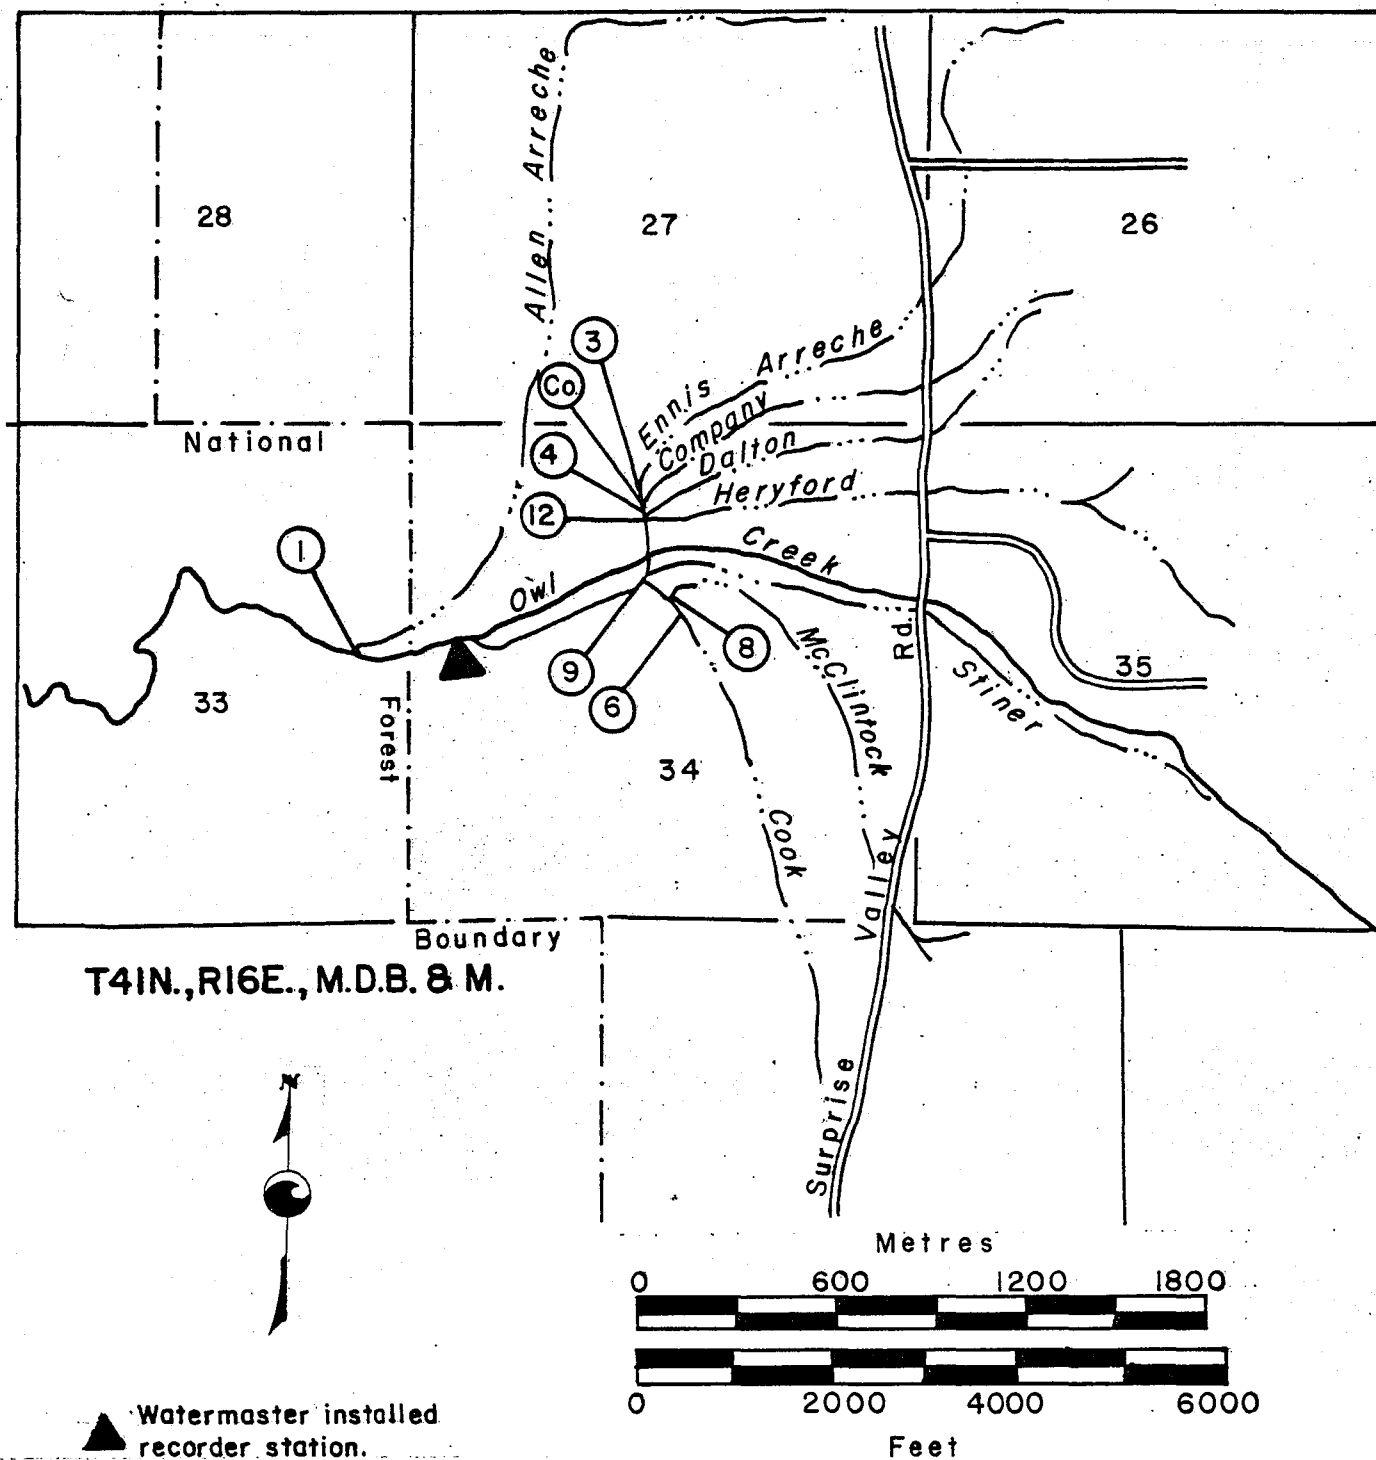 28
27
26
Allen Arreche
3
Co.
4
12
1
Ennis Arreche
Company
Dalton
Heryford
National
Owl Creek
9
6
8
McClintock
Rd.
Stiner
35
33
Forest
34
Cook
Valley
Boundary
T41N., R16E., M.D.B. & M.
N
Surprise
Metres
0 600 1200 1800
0 2000 4000 6000
Feet
Watermaster installed
recorder station.